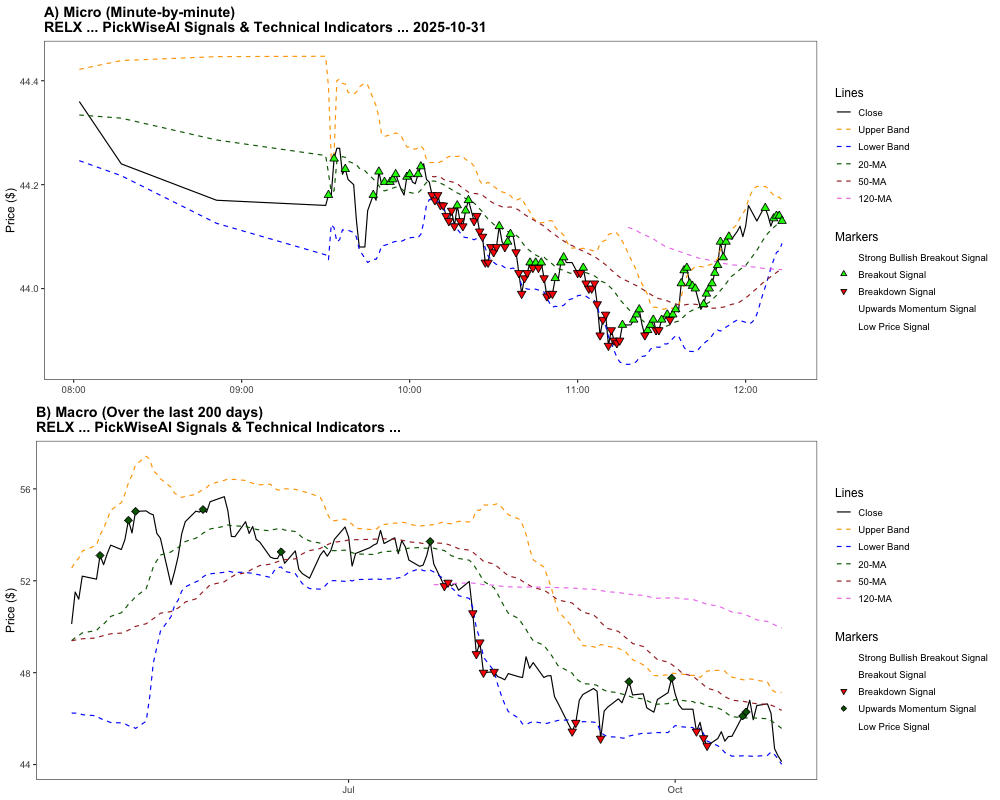 A) Micro (Minute-by-minute)
RELX ... PickWiseAI Signals & Technical Indicators ... 2025-10-31
Price ($)
44.4
44.2
44.0
08:00
09:00
10:00
11:00
12:00
Lines
Close
Upper Band
Lower Band
20-MA
50-MA
120-MA
Markers
Strong Bullish Breakout Signal
Breakout Signal
Breakdown Signal
Upwards Momentum Signal
Low Price Signal
B) Macro (Over the last 200 days)
RELX ... PickWiseAI Signals & Technical Indicators ...
Price ($)
56
52
48
44
Jul
Oct
Lines
Close
Upper Band
Lower Band
20-MA
50-MA
120-MA
Markers
Strong Bullish Breakout Signal
Breakout Signal
Breakdown Signal
Upwards Momentum Signal
Low Price Signal